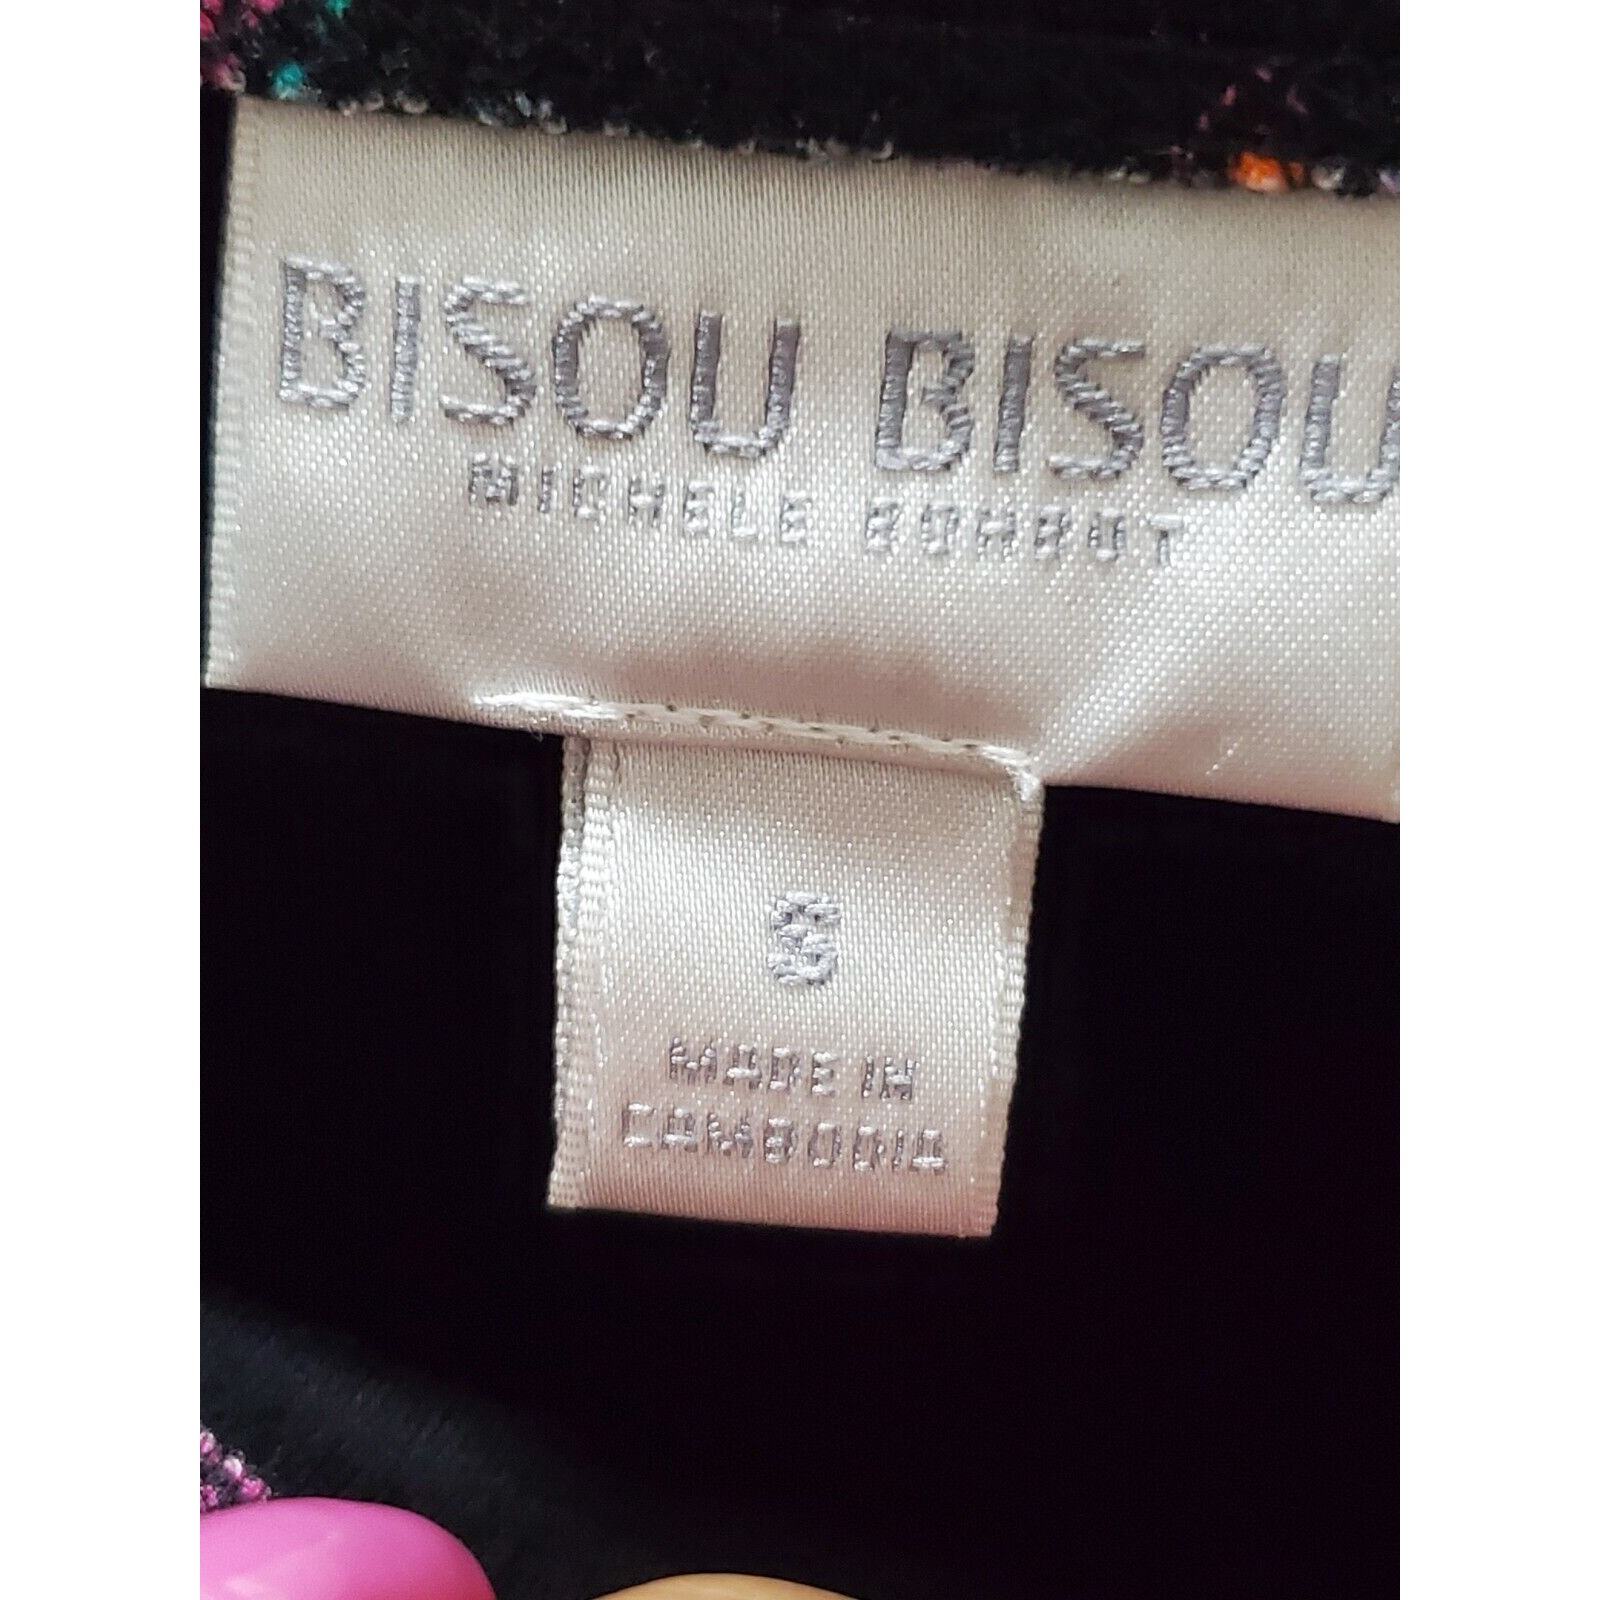 BISOU BISOU
MICHELE BOHBOT
S
MADE IN
CAMBODIA